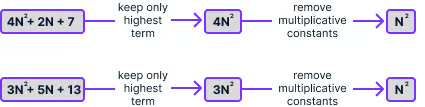 4N²+ 2N + 7
keep only
highest
term
4N²
remove
multiplicative
constants
N²
3N²+ 5N + 13
keep only
highest
term
3N²
remove
multiplicative
constants
N²